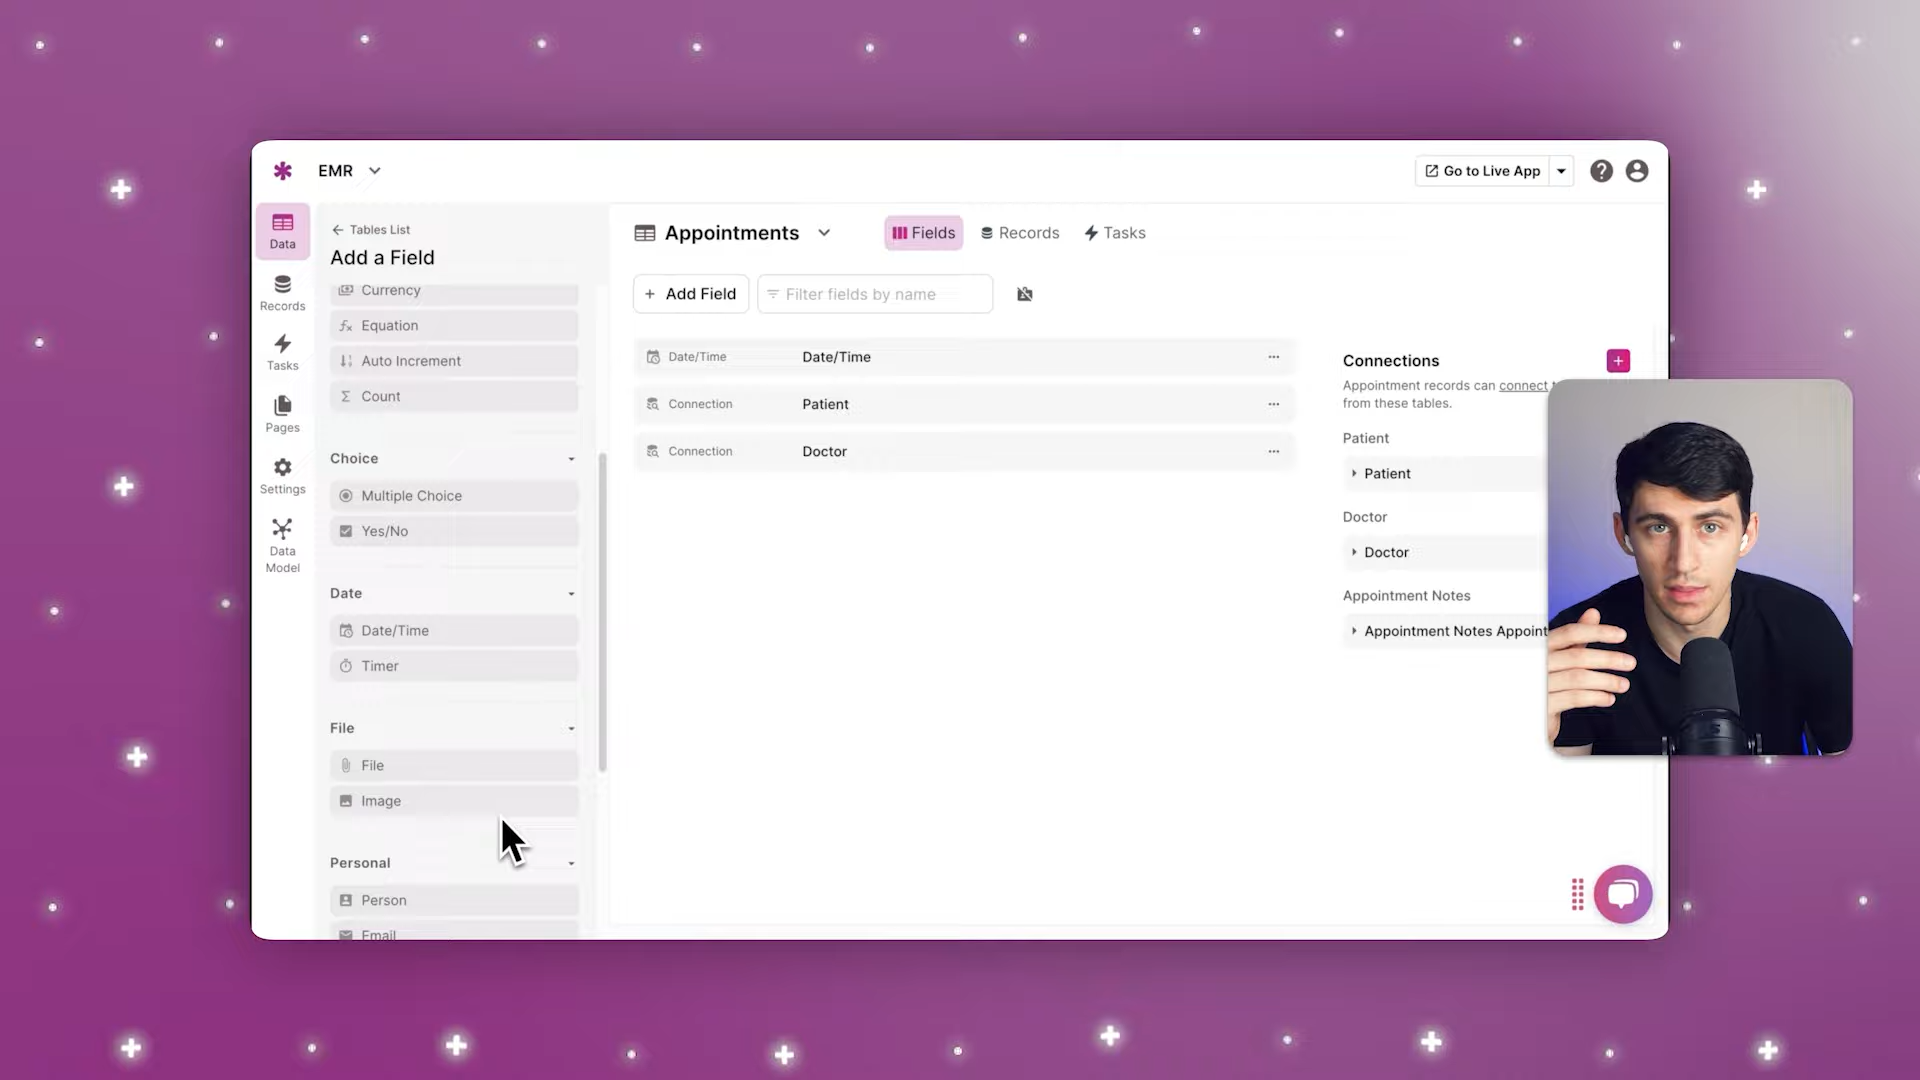 EMR
Go to Live App
Data
Records
Tasks
Pages
Settings
Data
Model
Tables List
Add a Field
Currency
Equation
Auto Increment
Count
Choice
Multiple Choice
Yes/No
Date
Date/Time
Timer
File
File
Image
Personal
Person
Email
Appointments
Fields
Records
Tasks
+ Add Field
Filter fields by name
Date/Time Date/Time
Connection Patient
Connection Doctor
Connections
Appointment records can connect
from these tables.
Patient
Patient
Doctor
Doctor
Appointment Notes
Appointment Notes Appoint